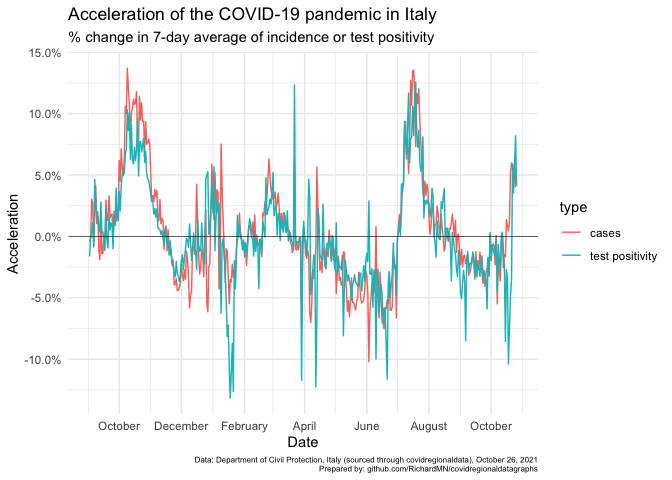 Acceleration of the COVID-19 pandemic in Italy
% change in 7-day average of incidence or test positivity
15.0%
10.0%
5.0%
0.0%
-5.0%
-10.0%
Acceleration
October December February April June August October
Date
type
cases
test positivity
Data: Department of Civil Protection, Italy (sourced through covidregionaldata), October 26, 2021
Prepared by: github.com/RichardMN/covidregionaldatagraphs